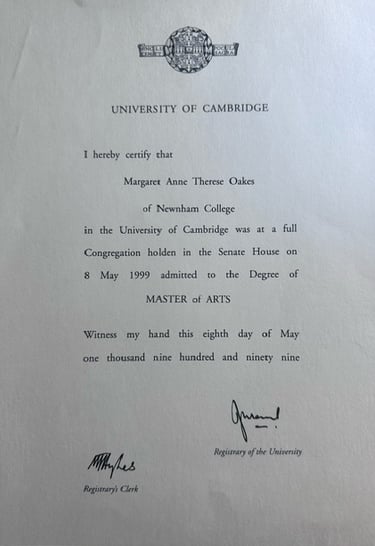 UNIVERSITY OF CAMBRIDGE
I hereby certify that
Margaret Anne Therese Oakes
of Newnham College
in the University of Cambridge was at a full
Congregation holden in the Senate House on
8 May 1999 admitted to the Degree of
MASTER of ARTS
Witness my hand this eighth day of May
one thousand nine hundred and ninety nine
Registrary of the University
Registrary's Clerk